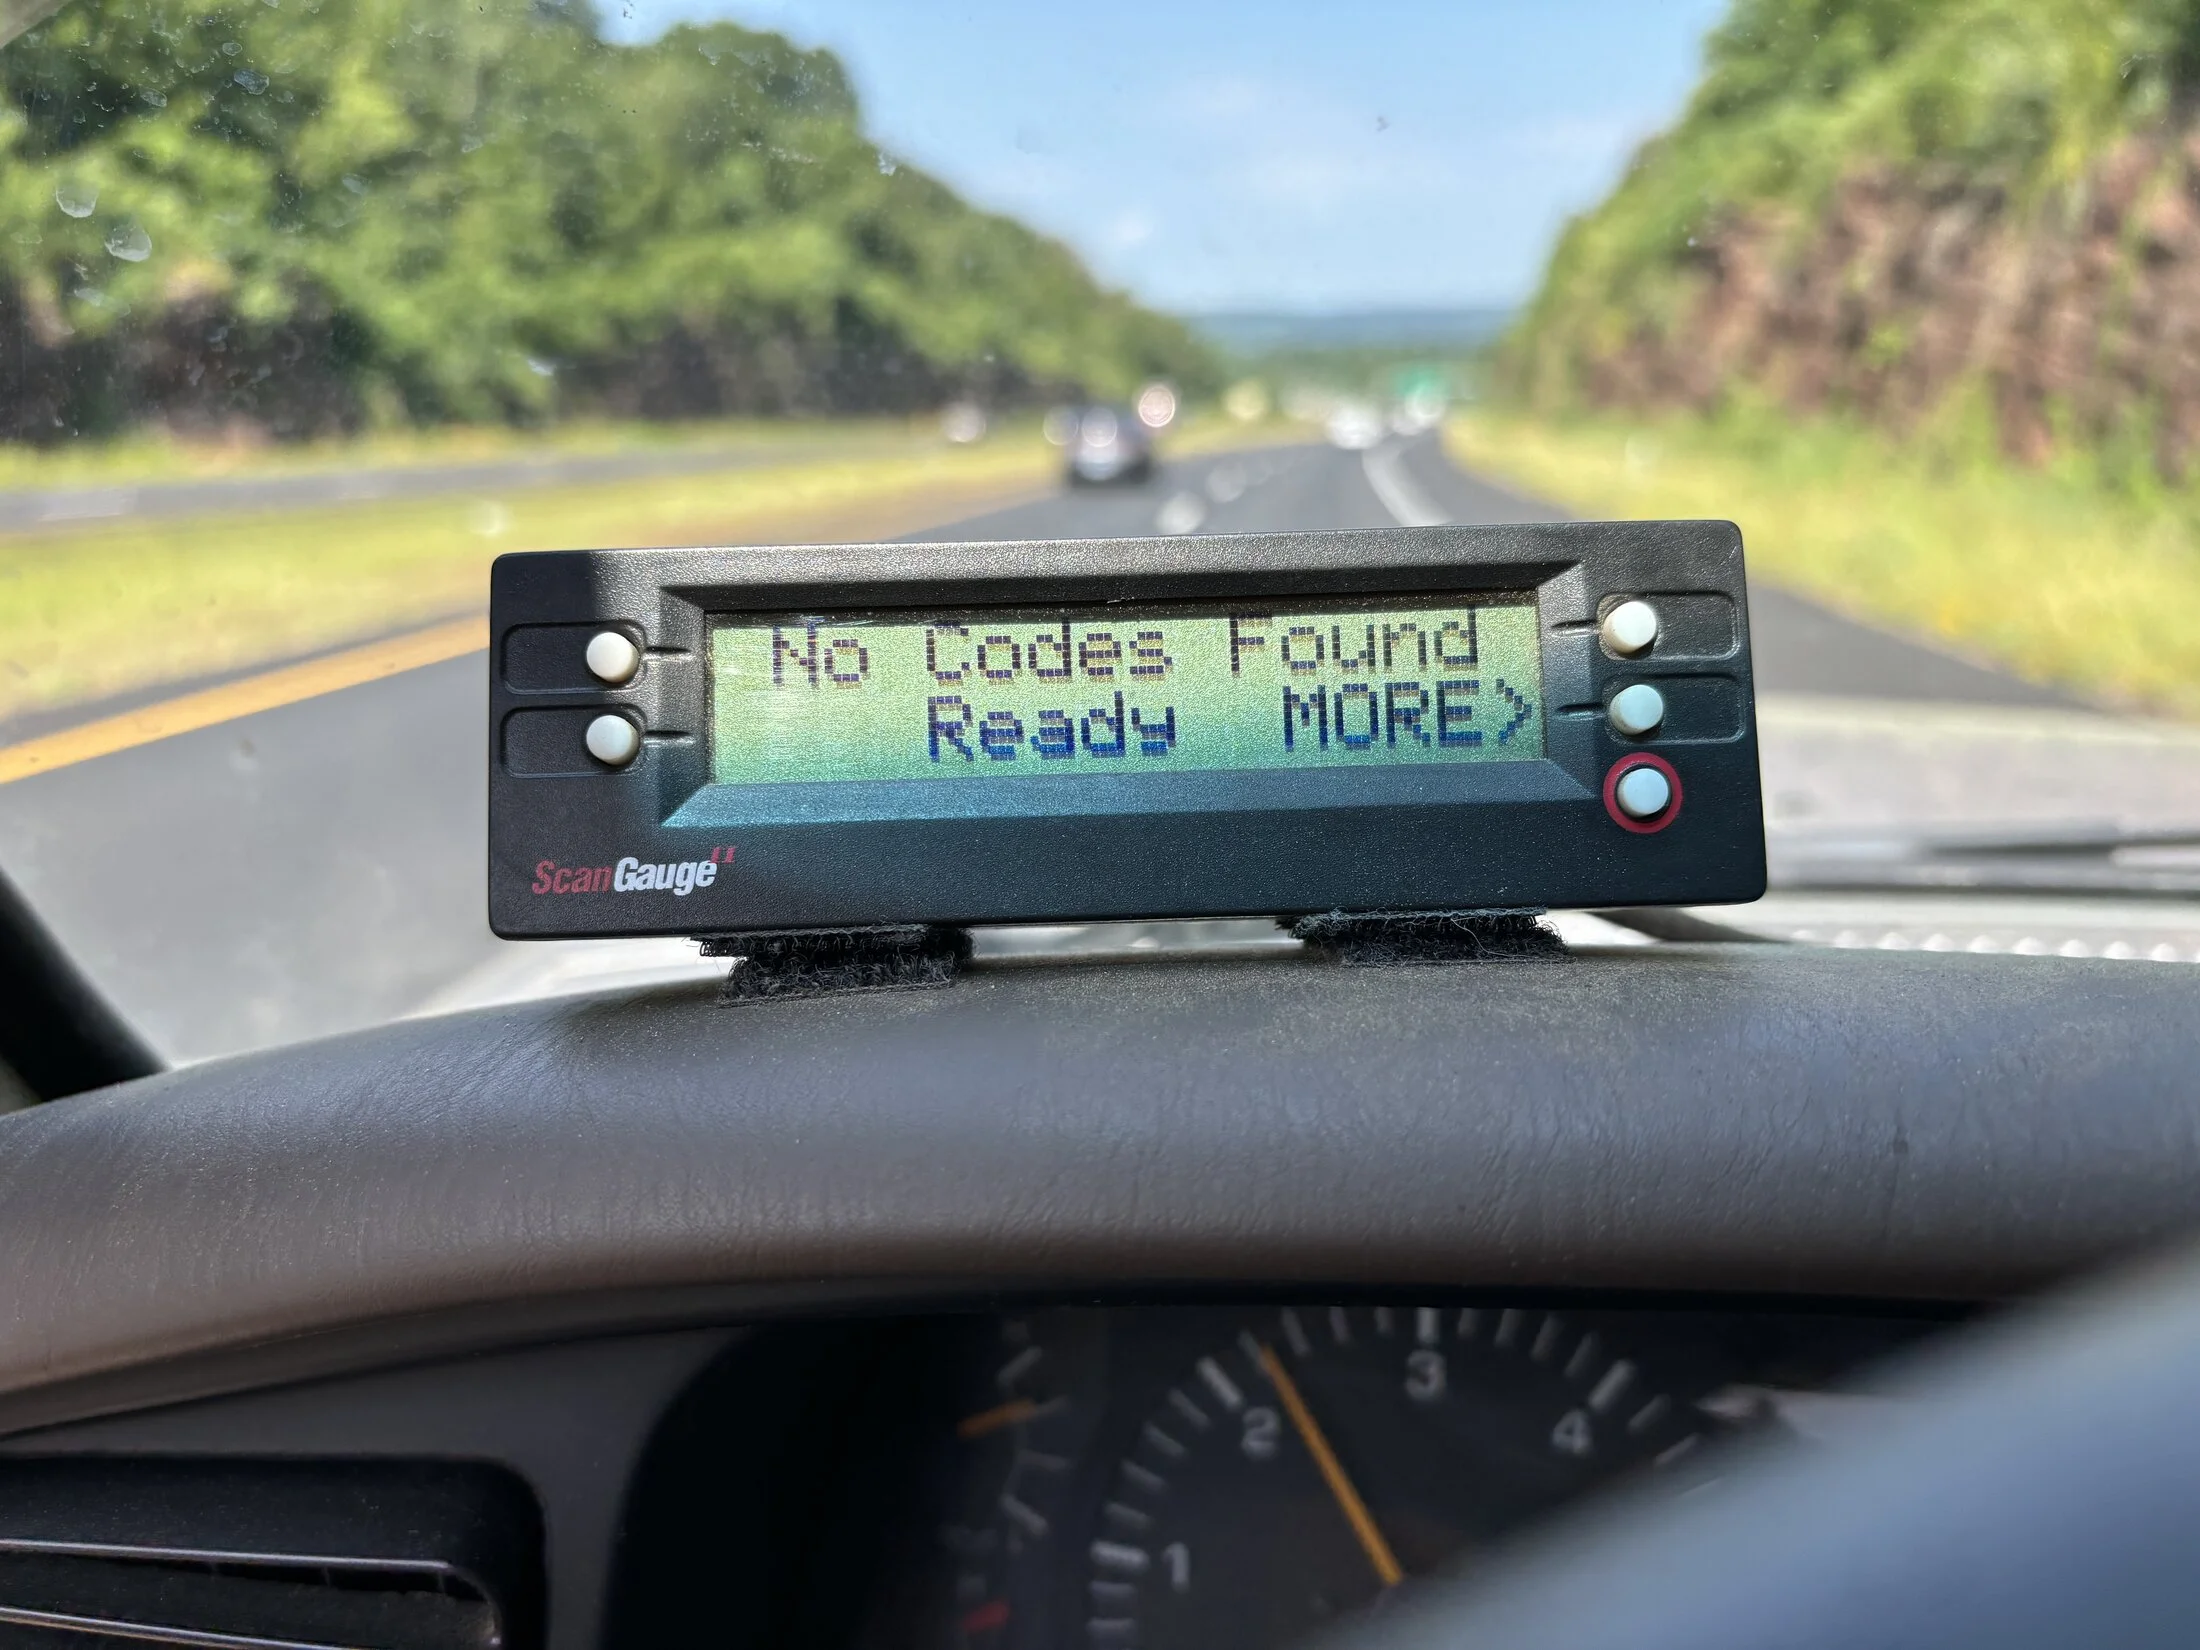 No Codes Found
Ready MORE>
ScanGauge II
1
2
3
4